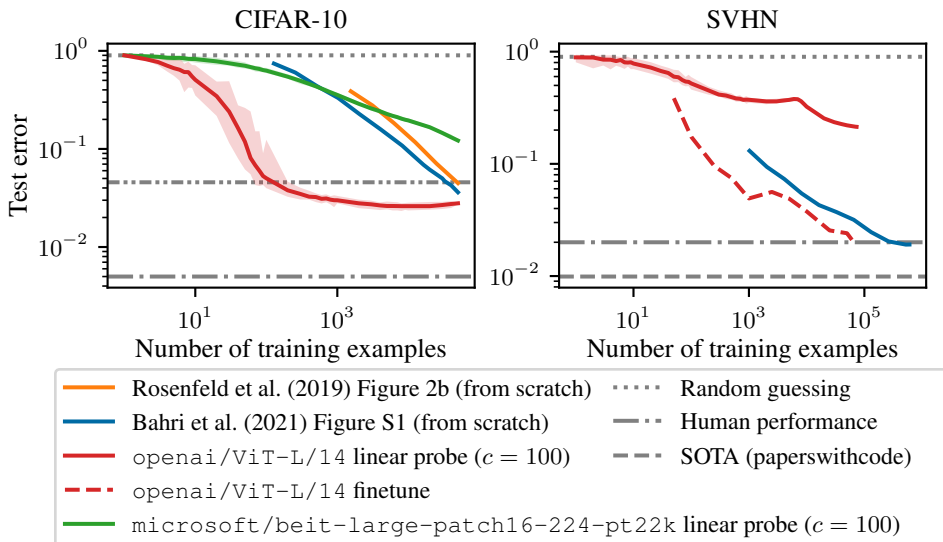 CIFAR-10
SVHN
Test error
10^0
10^-1
10^-2
10^1
10^3
Number of training examples
10^0
10^-1
10^-2
10^1
10^3
10^5
Number of training examples
Rosenfeld et al. (2019) Figure 2b (from scratch)
Bahri et al. (2021) Figure S1 (from scratch)
openai/ViT-L/14 linear probe (c = 100)
openai/ViT-L/14 finetune
microsoft/beit-large-patch16-224-pt22k linear probe (c = 100)
Random guessing
Human performance
SOTA (paperswithcode)